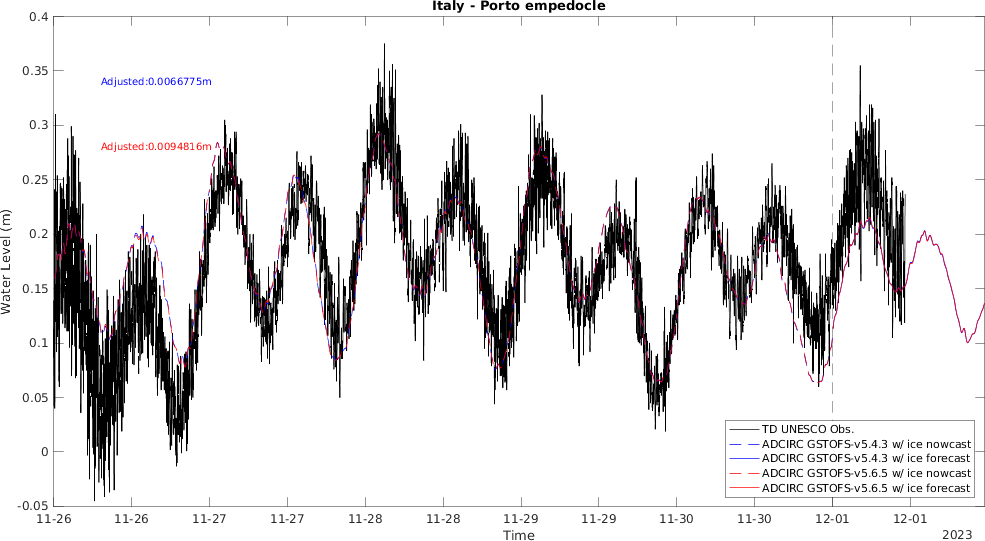 Italy - Porto empedocle
Adjusted:0.0066775m
Adjusted:0.0094816m
Water Level (m)
0.4
0.35
0.3
0.25
0.2
0.15
0.1
0.05
0
-0.05
TD UNESCO Obs.
ADCIRC GSTOFS-v5.4.3 w/ ice nowcast
ADCIRC GSTOFS-v5.4.3 w/ ice forecast
ADCIRC GSTOFS-v5.6.5 w/ ice nowcast
ADCIRC GSTOFS-v5.6.5 w/ ice forecast
11-26 11-26 11-27 11-27 11-28 11-28 11-29 11-29 11-30 11-30 12-01 12-01
Time
2023